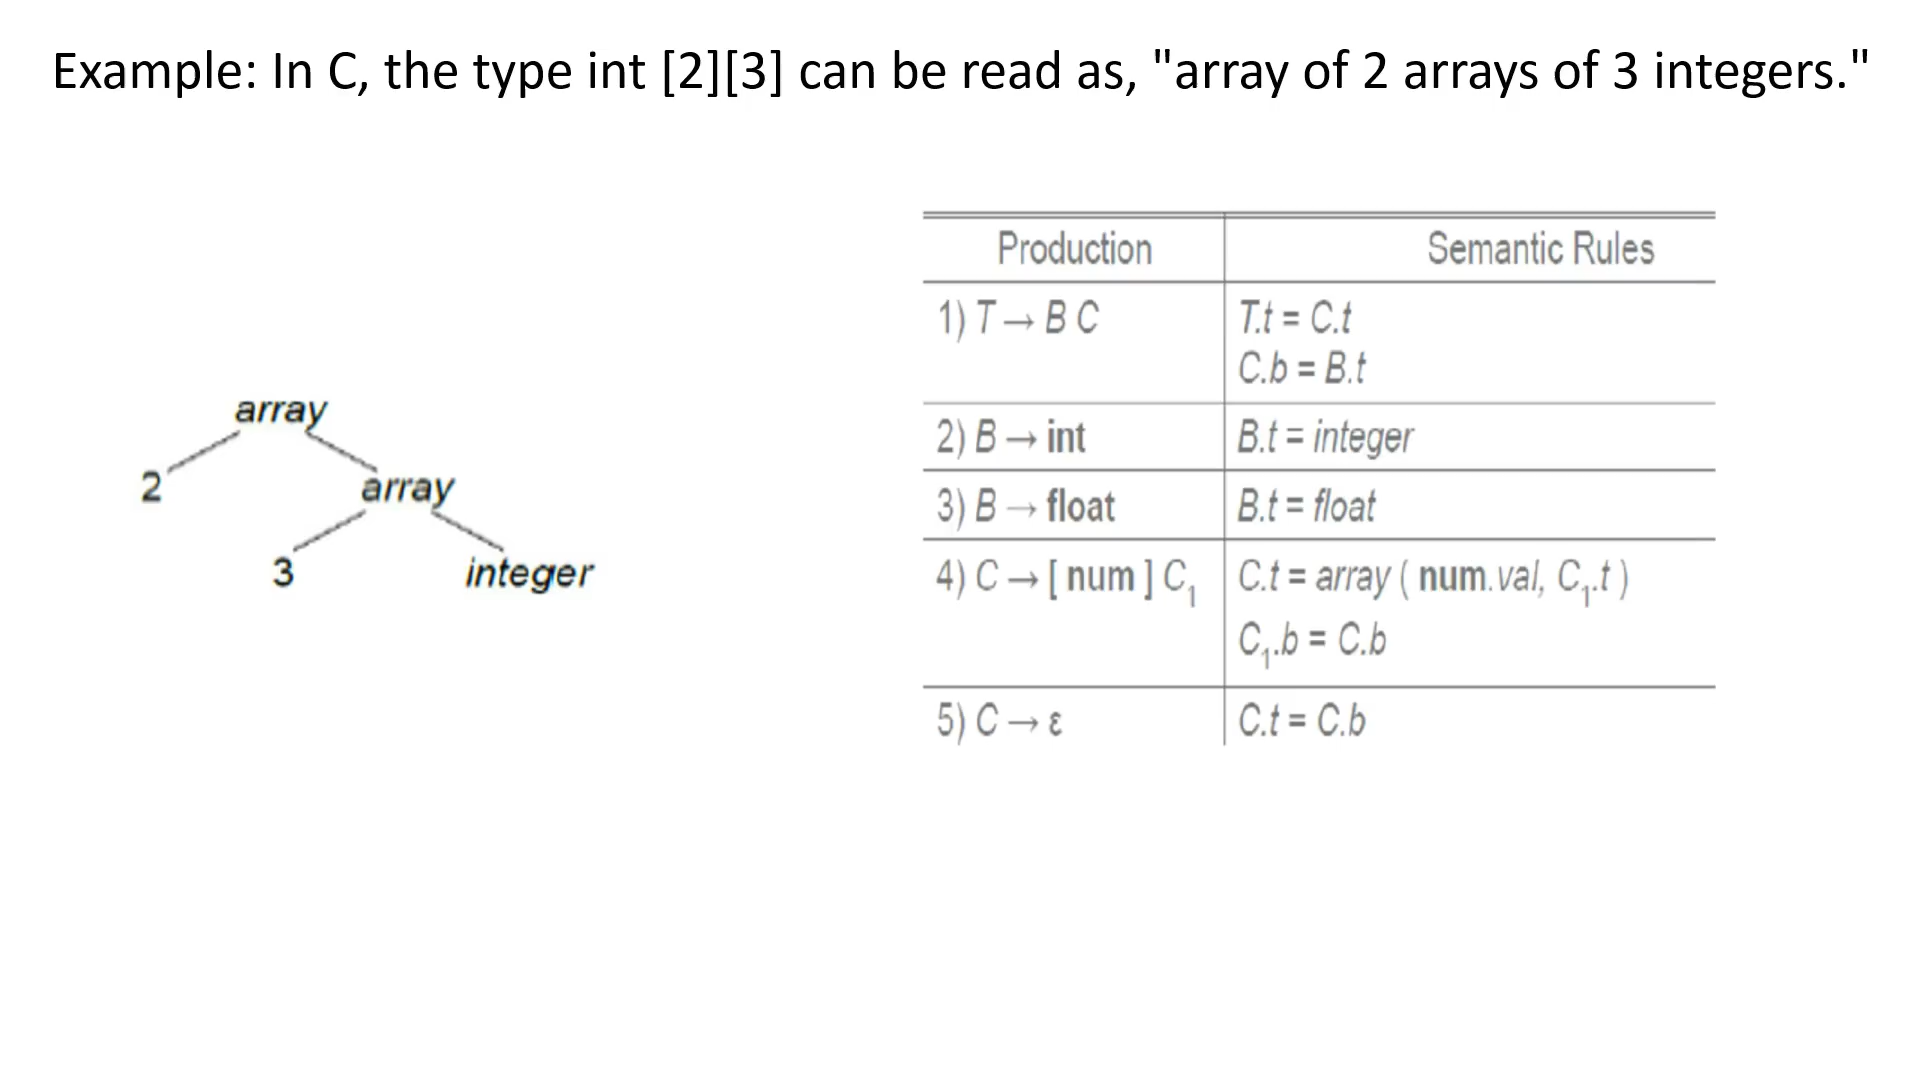 Example: In C, the type int [2][3] can be read as, "array of 2 arrays of 3 integers."
array
2 array
3 integer
Production Semantic Rules
1) T → B C T.t = C.t
C.b = B.t
2) B → int B.t = integer
3) B → float B.t = float
4) C → [ num ] C₁ C.t = array ( num.val, C₁.t )
C₁.b = C.b
5) C → ε C.t = C.b